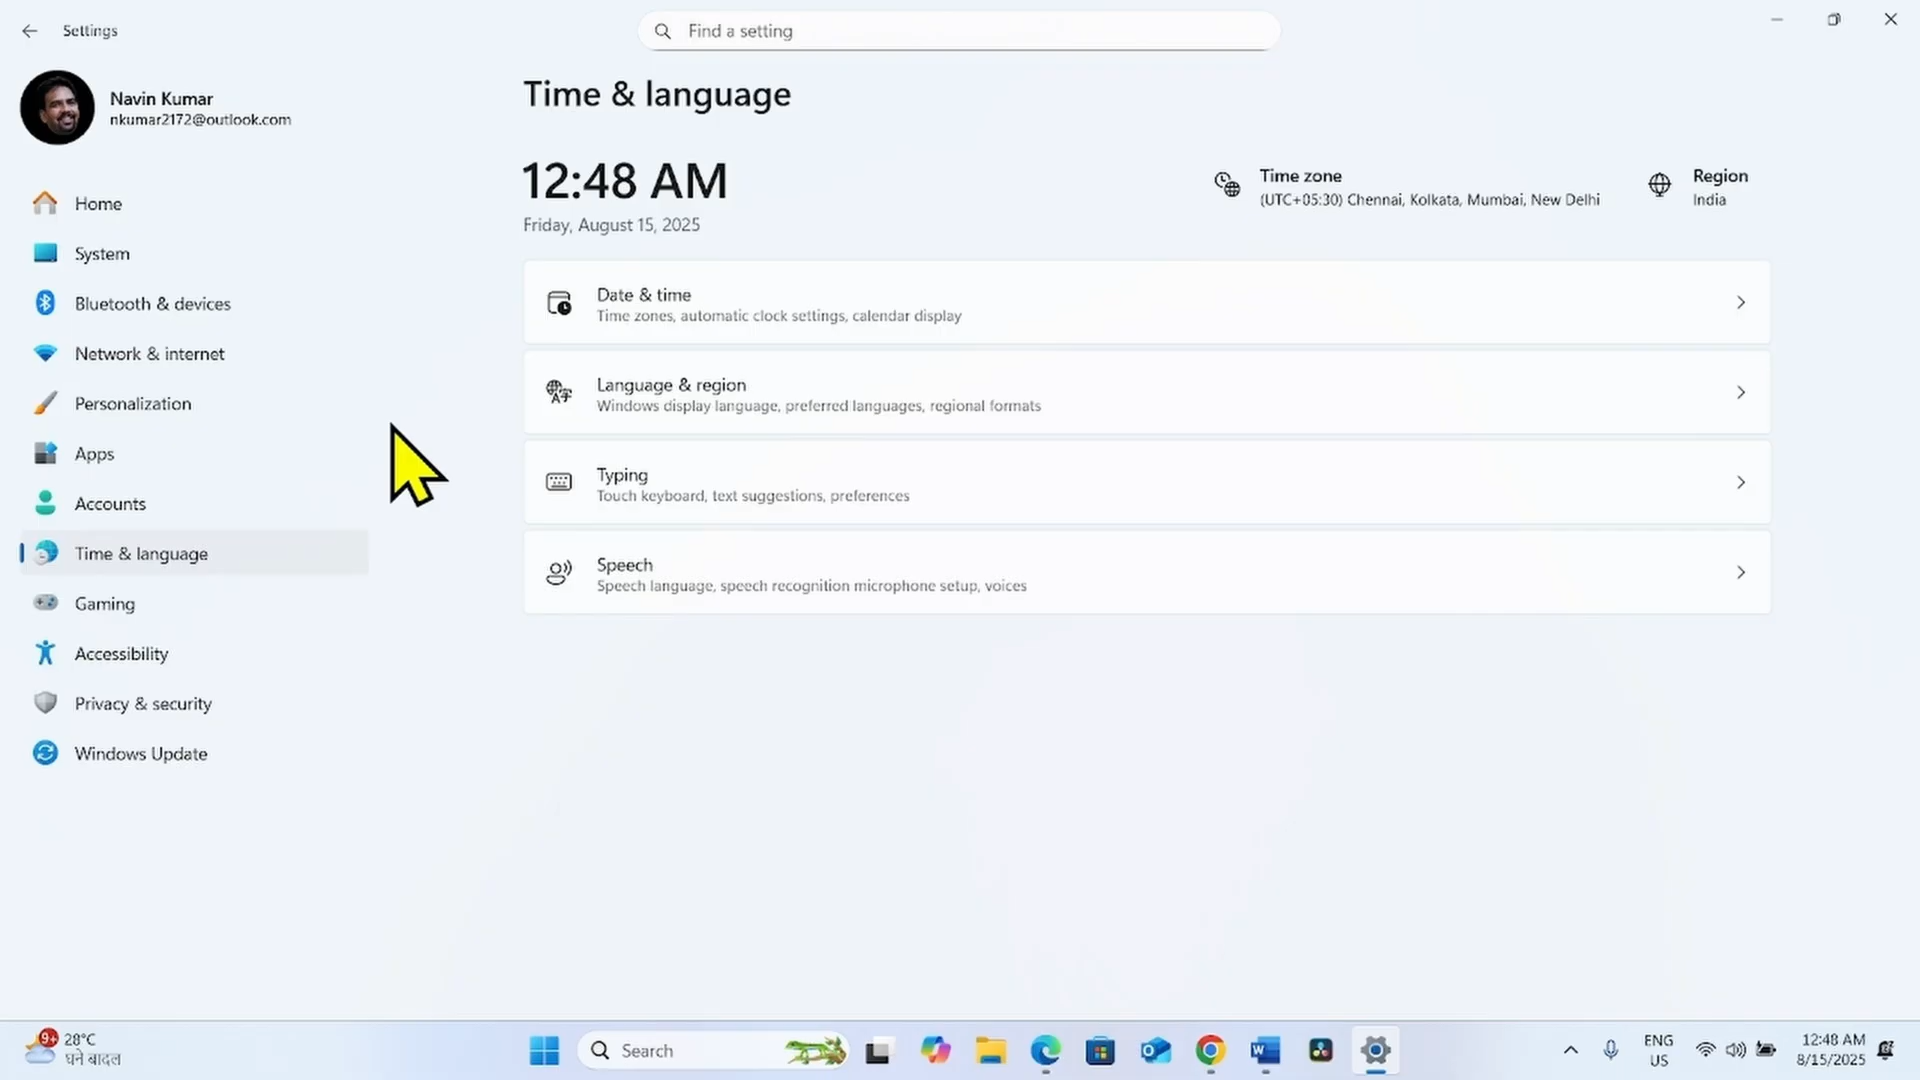 Settings
Find a setting
Navin Kumar
nkumar2172@outlook.com
Home
System
Bluetooth & devices
Network & internet
Personalization
Apps
Accounts
Time & language
Gaming
Accessibility
Privacy & security
Windows Update
Time & language
12:48 AM
Friday, August 15, 2025
Time zone
(UTC+05:30) Chennai, Kolkata, Mumbai, New Delhi
Region
India
Date & time
Time zones, automatic clock settings, calendar display
Language & region
Windows display language, preferred languages, regional formats
Typing
Touch keyboard, text suggestions, preferences
Speech
Speech language, speech recognition microphone setup, voices
9+
28°C
घने बादल
Search
ENG
US
12:48 AM
8/15/2025